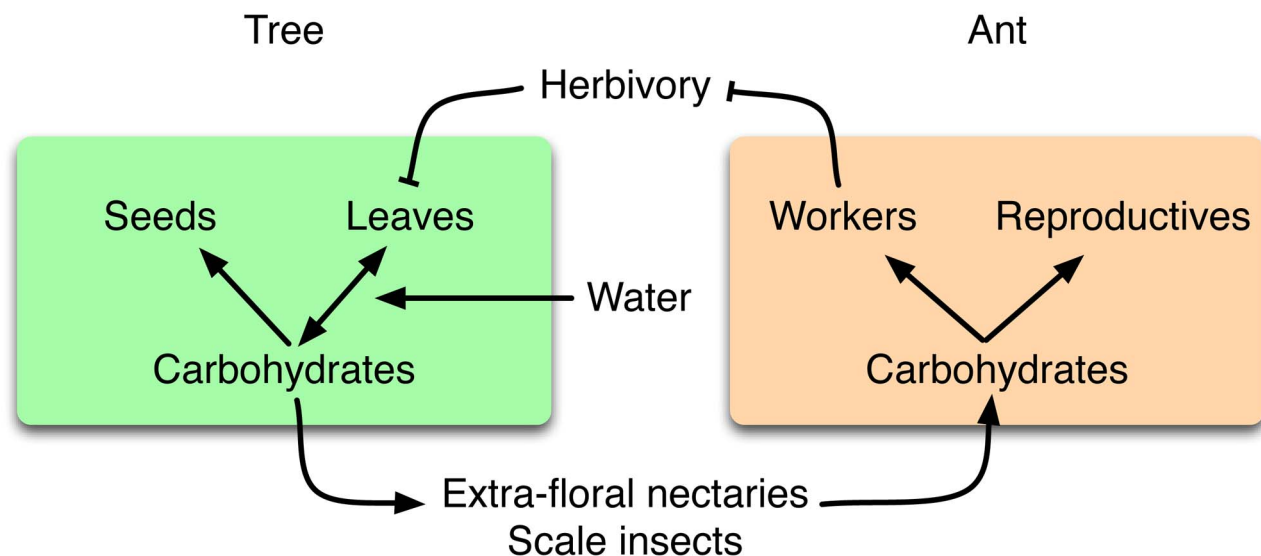 Tree
Ant
Herbivory
Seeds
Leaves
Workers
Reproductives
Water
Carbohydrates
Carbohydrates
Extra-floral nectaries
Scale insects